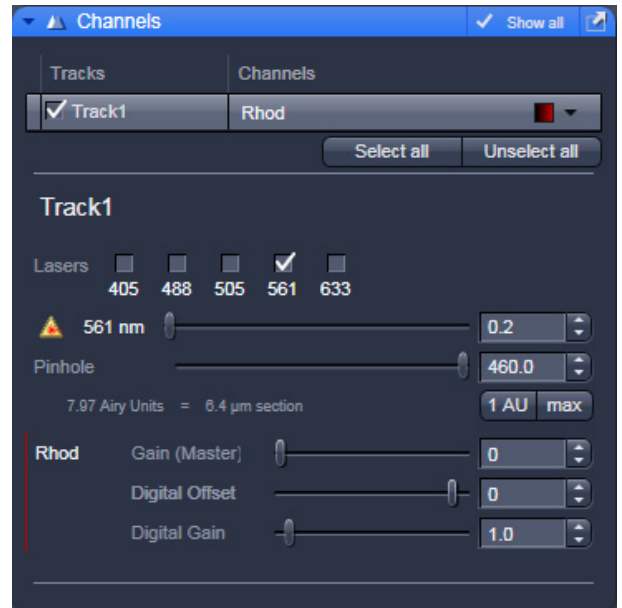 Channels Show all
Tracks Channels
Track1 Rhod
Select all Unselect all
Track1
Lasers
405 488 505 561 633
561 nm 0.2
Pinhole 460.0
7.97 Airy Units = 6.4 µm section 1 AU max
Rhod Gain (Master) 0
Digital Offset 0
Digital Gain 1.0